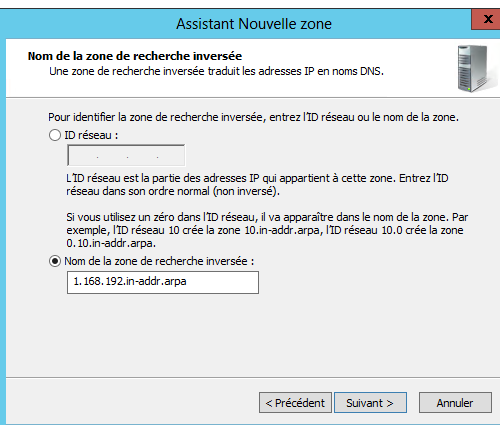 Assistant Nouvelle zone
x
Nom de la zone de recherche inversée
Une zone de recherche inversée traduit les adresses IP en noms DNS.
Pour identifier la zone de recherche inversée, entrez l'ID réseau ou le nom de la zone.
ID réseau :
. . .
L'ID réseau est la partie des adresses IP qui appartient à cette zone. Entrez l'ID
réseau dans son ordre normal (non inversé).
Si vous utilisez un zéro dans l'ID réseau, il va apparaître dans le nom de la zone. Par
exemple, l'ID réseau 10 crée la zone 10.in-addr.arpa, l'ID réseau 10.0 crée la zone
0.10.in-addr.arpa.
Nom de la zone de recherche inversée :
1.168.192.in-addr.arpa
< Précédent Suivant > Annuler